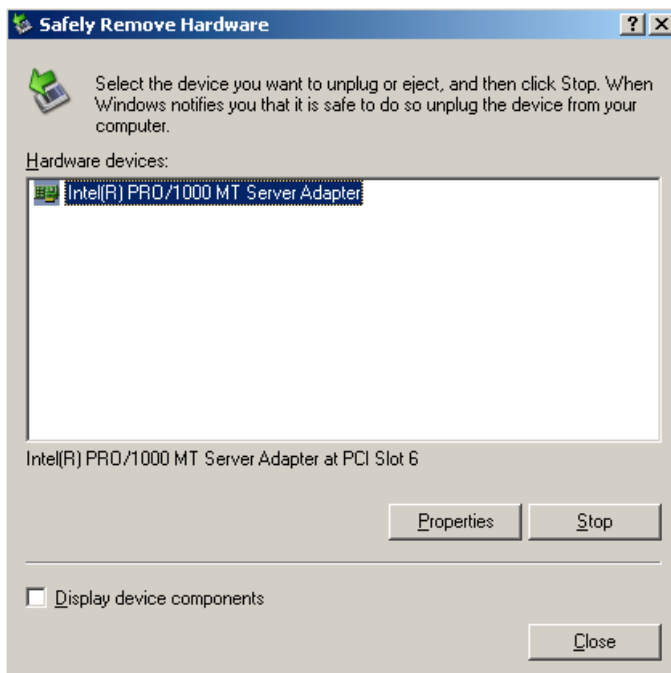 Safely Remove Hardware
Select the device you want to unplug or eject, and then click Stop. When
Windows notifies you that it is safe to do so unplug the device from your
computer.
Hardware devices:
Intel(R) PRO/1000 MT Server Adapter
Intel(R) PRO/1000 MT Server Adapter at PCI Slot 6
Properties
Stop
Display device components
Close